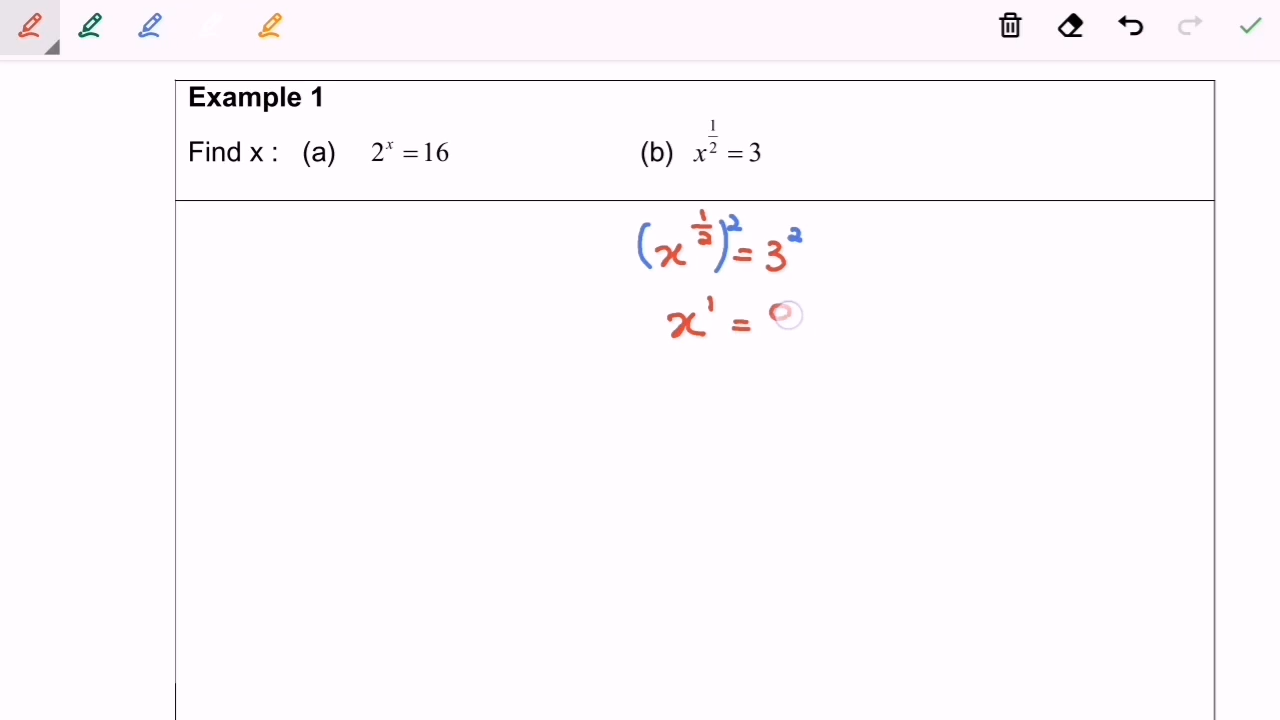 Example 1
Find x : (a) 2^x = 16 (b) x^{1/2} = 3
(x^{1/2})^2 = 3^2
x^1 =